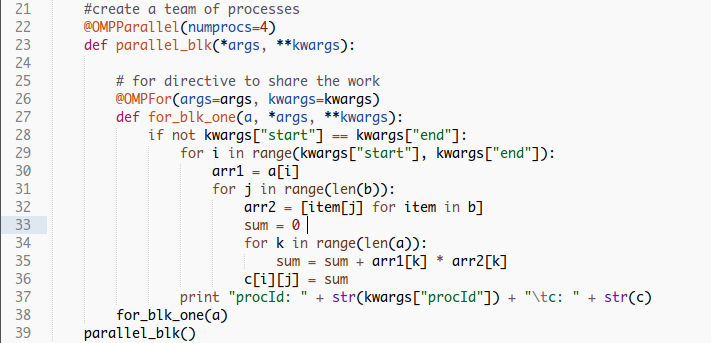 21 #create a team of processes
22 @OMPParallel(numprocs=4)
23 def parallel_blk(*args, **kwargs):
24
25 # for directive to share the work
26 @OMPFor(args=args, kwargs=kwargs)
27 def for_blk_one(a, *args, **kwargs):
28 if not kwargs["start"] == kwargs["end"]:
29 for i in range(kwargs["start"], kwargs["end"]):
30 arr1 = a[i]
31 for j in range(len(b)):
32 arr2 = [item[j] for item in b]
33 sum = 0
34 for k in range(len(a)):
35 sum = sum + arr1[k] * arr2[k]
36 c[i][j] = sum
37 print "procId: " + str(kwargs["procId"]) + "\tc: " + str(c)
38 for_blk_one(a)
39 parallel_blk()